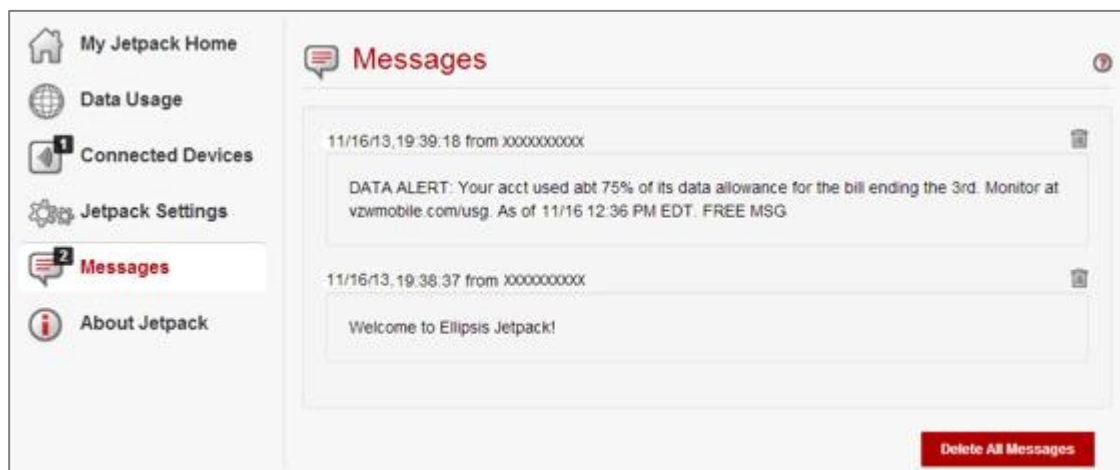 My Jetpack Home
Data Usage
1
Connected Devices
Jetpack Settings
2
Messages
About Jetpack
Messages
?
11/16/13,19:39:18 from xxxxxxxxxx
DATA ALERT: Your acct used abt 75% of its data allowance for the bill ending the 3rd. Monitor at
vzwmobile.com/usg. As of 11/16 12:36 PM EDT. FREE MSG
11/16/13,19:38:37 from xxxxxxxxxx
Welcome to Ellipsis Jetpack!
Delete All Messages